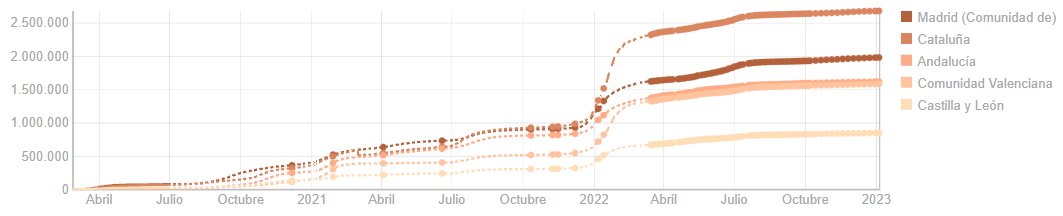 2.500.000
2.000.000
1.500.000
1.000.000
500.000
0
Abril
Julio
Octubre
2021
Abril
Julio
Octubre
2022
Abril
Julio
Octubre
2023
Madrid (Comunidad de)
Cataluña
Andalucía
Comunidad Valenciana
Castilla y León